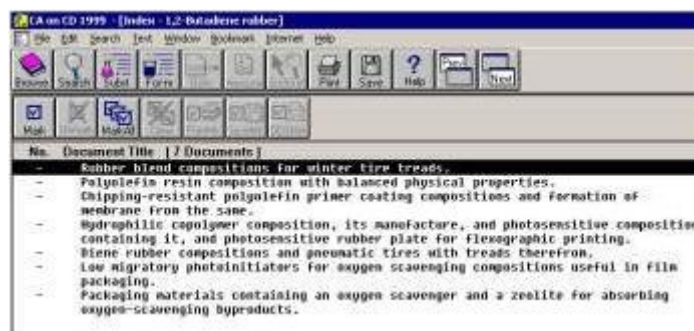 CA on CD 1999 - [Index - 1,2-Butadiene rubber]
File Edit Search Text Window Bookmark Internet Help
Browse Search Subst Form Print Save Help Prev Next
Mark Mark All
No. Document Title [ 7 Documents ]
- Rubber blend compositions for winter tire treads.
- Polyolefin resin composition with balanced physical properties.
- Chipping-resistant polyolefin primer coating compositions and formation of
membrane from the same.
- Hydrophilic copolymer composition, its manufacture, and photosensitive composition
containing it, and photosensitive rubber plate for flexographic printing.
- Diene rubber compositions and pneumatic tires with treads therefrom.
- Low migratory photoinitiators for oxygen scavenging compositions useful in film
packaging.
- Packaging materials containing an oxygen scavenger and a zeolite for absorbing
oxygen-scavenging byproducts.